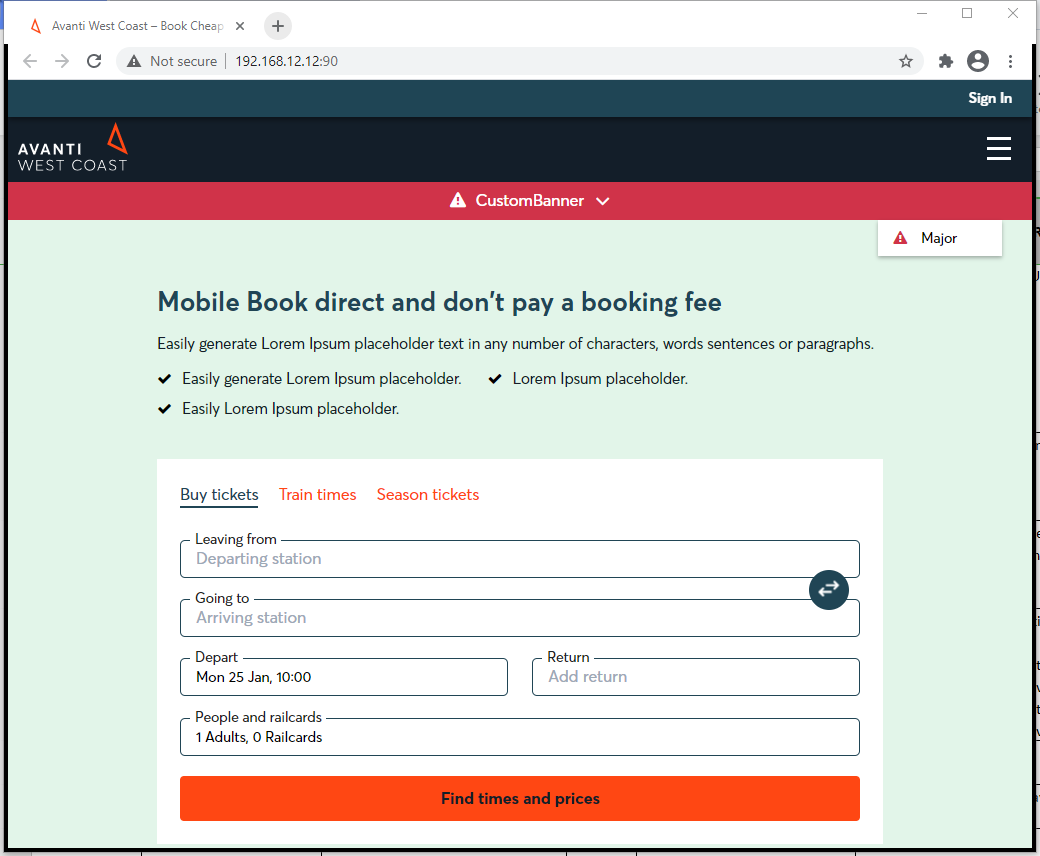 Avanti West Coast – Book Cheap
Not secure 192.168.12.12:90
Sign In
AVANTI
WEST COAST
CustomBanner
Major
Mobile Book direct and don't pay a booking fee
Easily generate Lorem Ipsum placeholder text in any number of characters, words sentences or paragraphs.
Easily generate Lorem Ipsum placeholder. Lorem Ipsum placeholder.
Easily Lorem Ipsum placeholder.
Buy tickets Train times Season tickets
Leaving from
Departing station
Going to
Arriving station
Depart Return
Mon 25 Jan, 10:00 Add return
People and railcards
1 Adults, 0 Railcards
Find times and prices